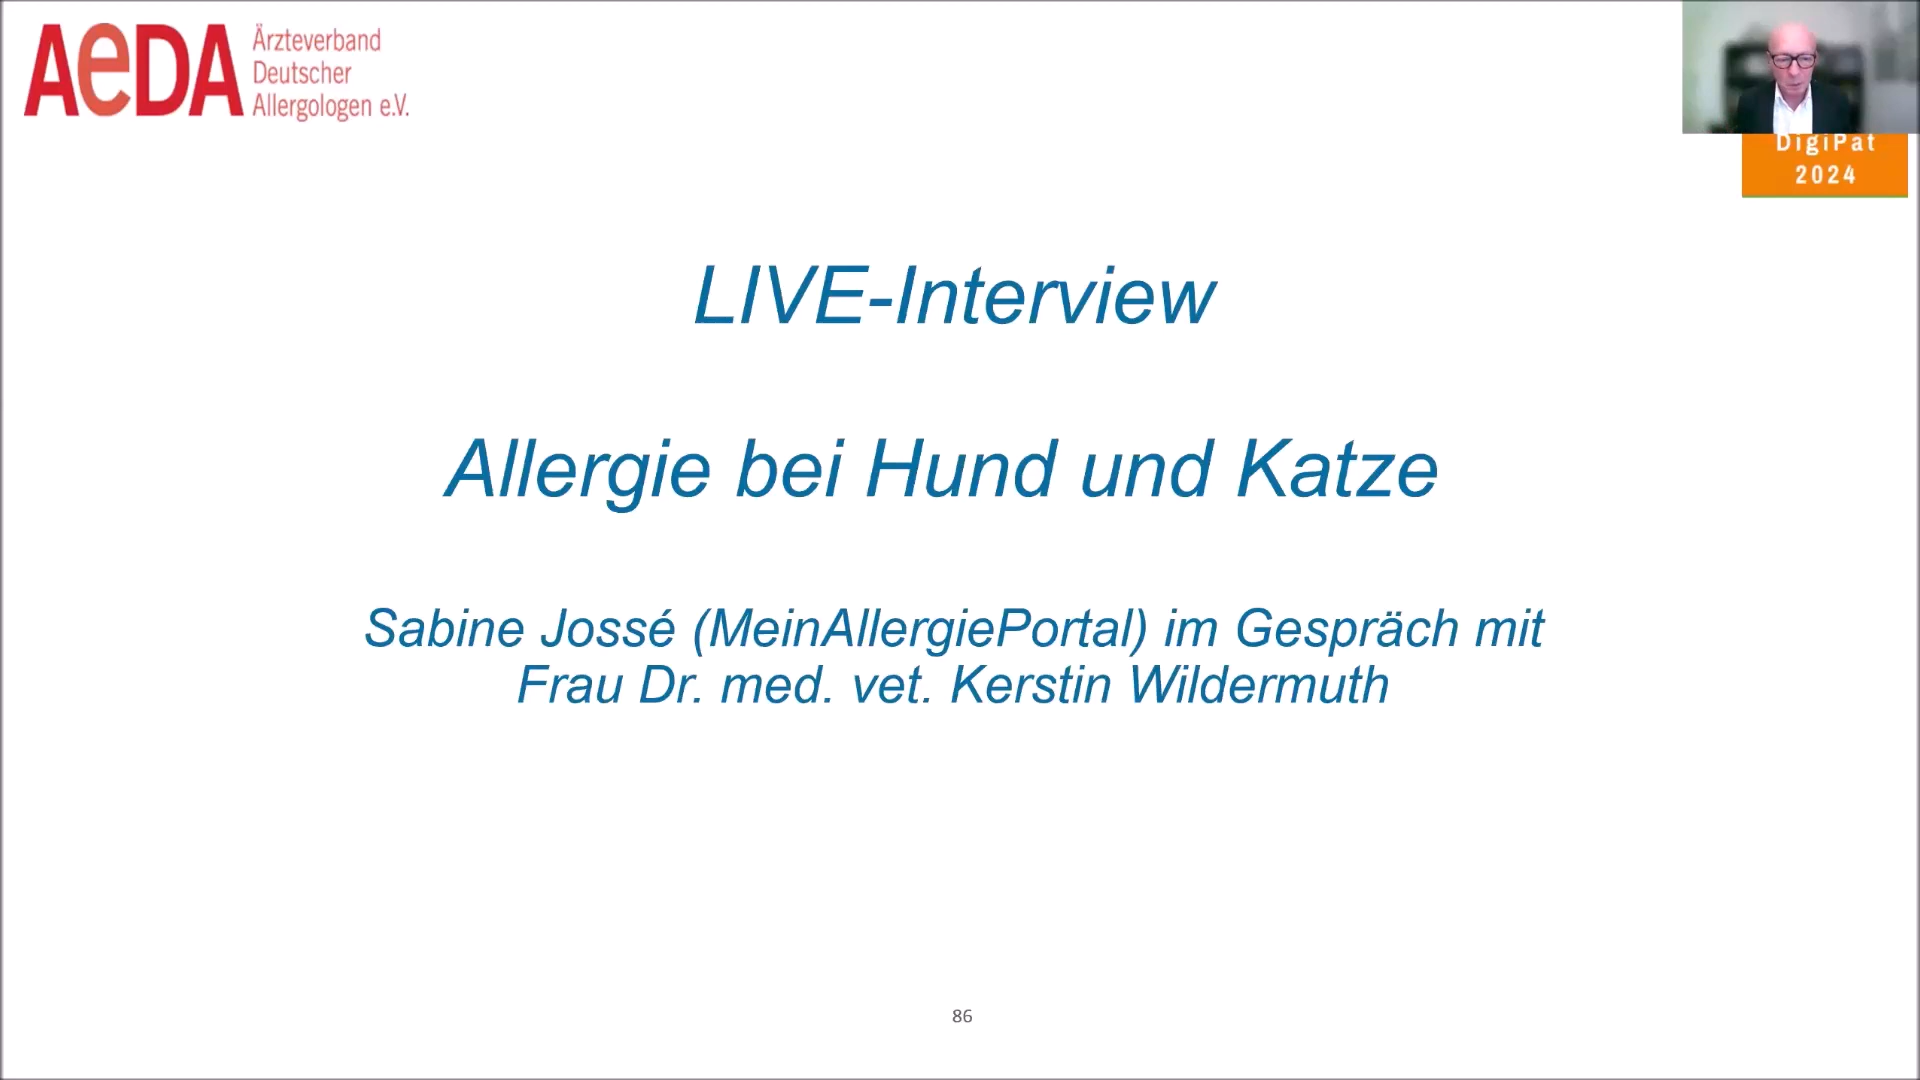 AeDA
Ärzteverband
Deutscher
Allergologen e.V.
DigiPat
2024
LIVE-Interview
Allergie bei Hund und Katze
Sabine Jossé (MeinAllergiePortal) im Gespräch mit
Frau Dr. med. vet. Kerstin Wildermuth
86